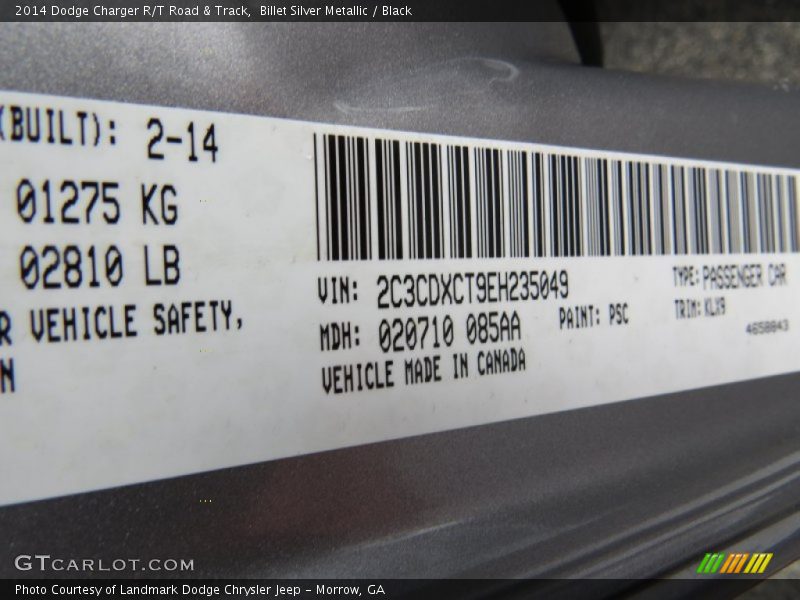 2014 Dodge Charger R/T Road & Track,  Billet Silver Metallic / Black
(BUILT): 2-14
01275 KG
02810 LB
R VEHICLE SAFETY,
N
VIN: 2C3CDXCT9EH235049
TYPE: PASSENGER CAR
MDH: 020710 085AA
PAINT: PSC
TRIM: KLX9
4658843
VEHICLE MADE IN CANADA
GTCARLOT.COM
Photo Courtesy of Landmark Dodge Chrysler Jeep - Morrow, GA